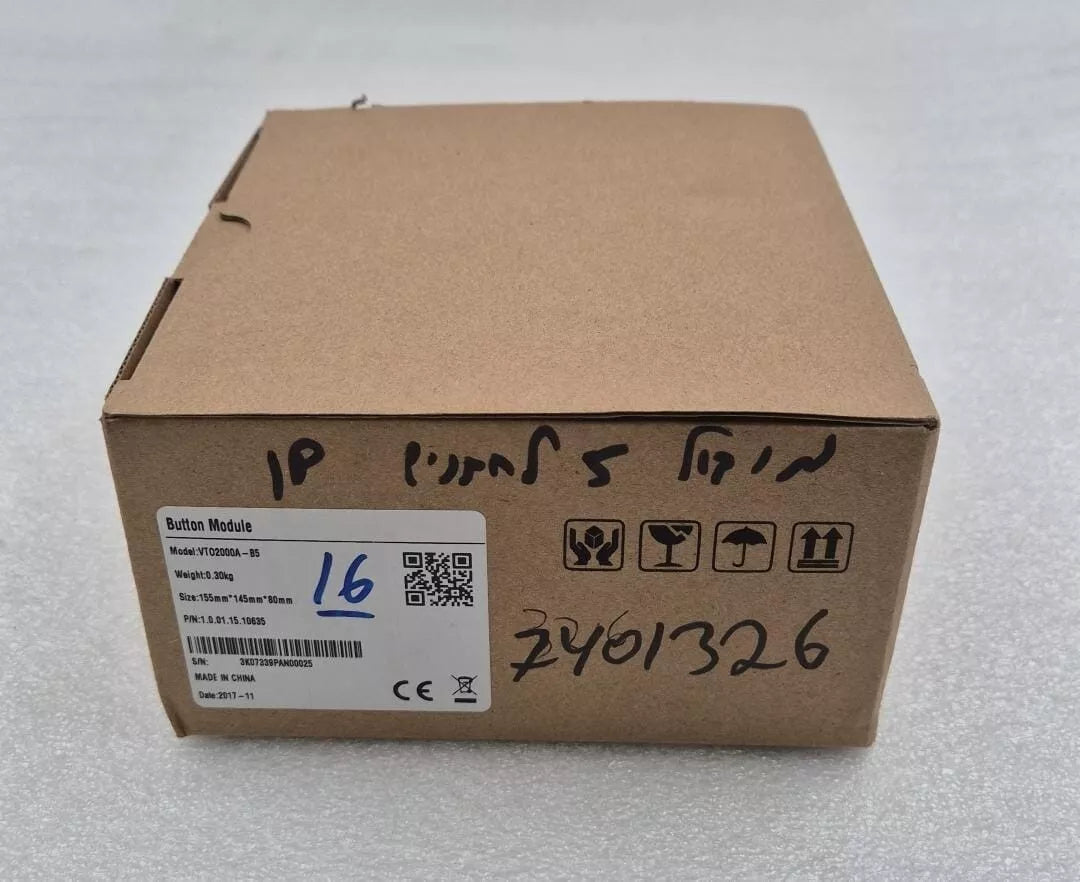 מודול 5 לחצנים IP
Button Module
Model:VTO2000A-B5
Weight:0.30kg
Size:155mm*145mm*80mm
P/N:1.0.01.15.10635
16
S/N: 3K07339PAN00025
MADE IN CHINA
Date:2017-11
CE
7401326